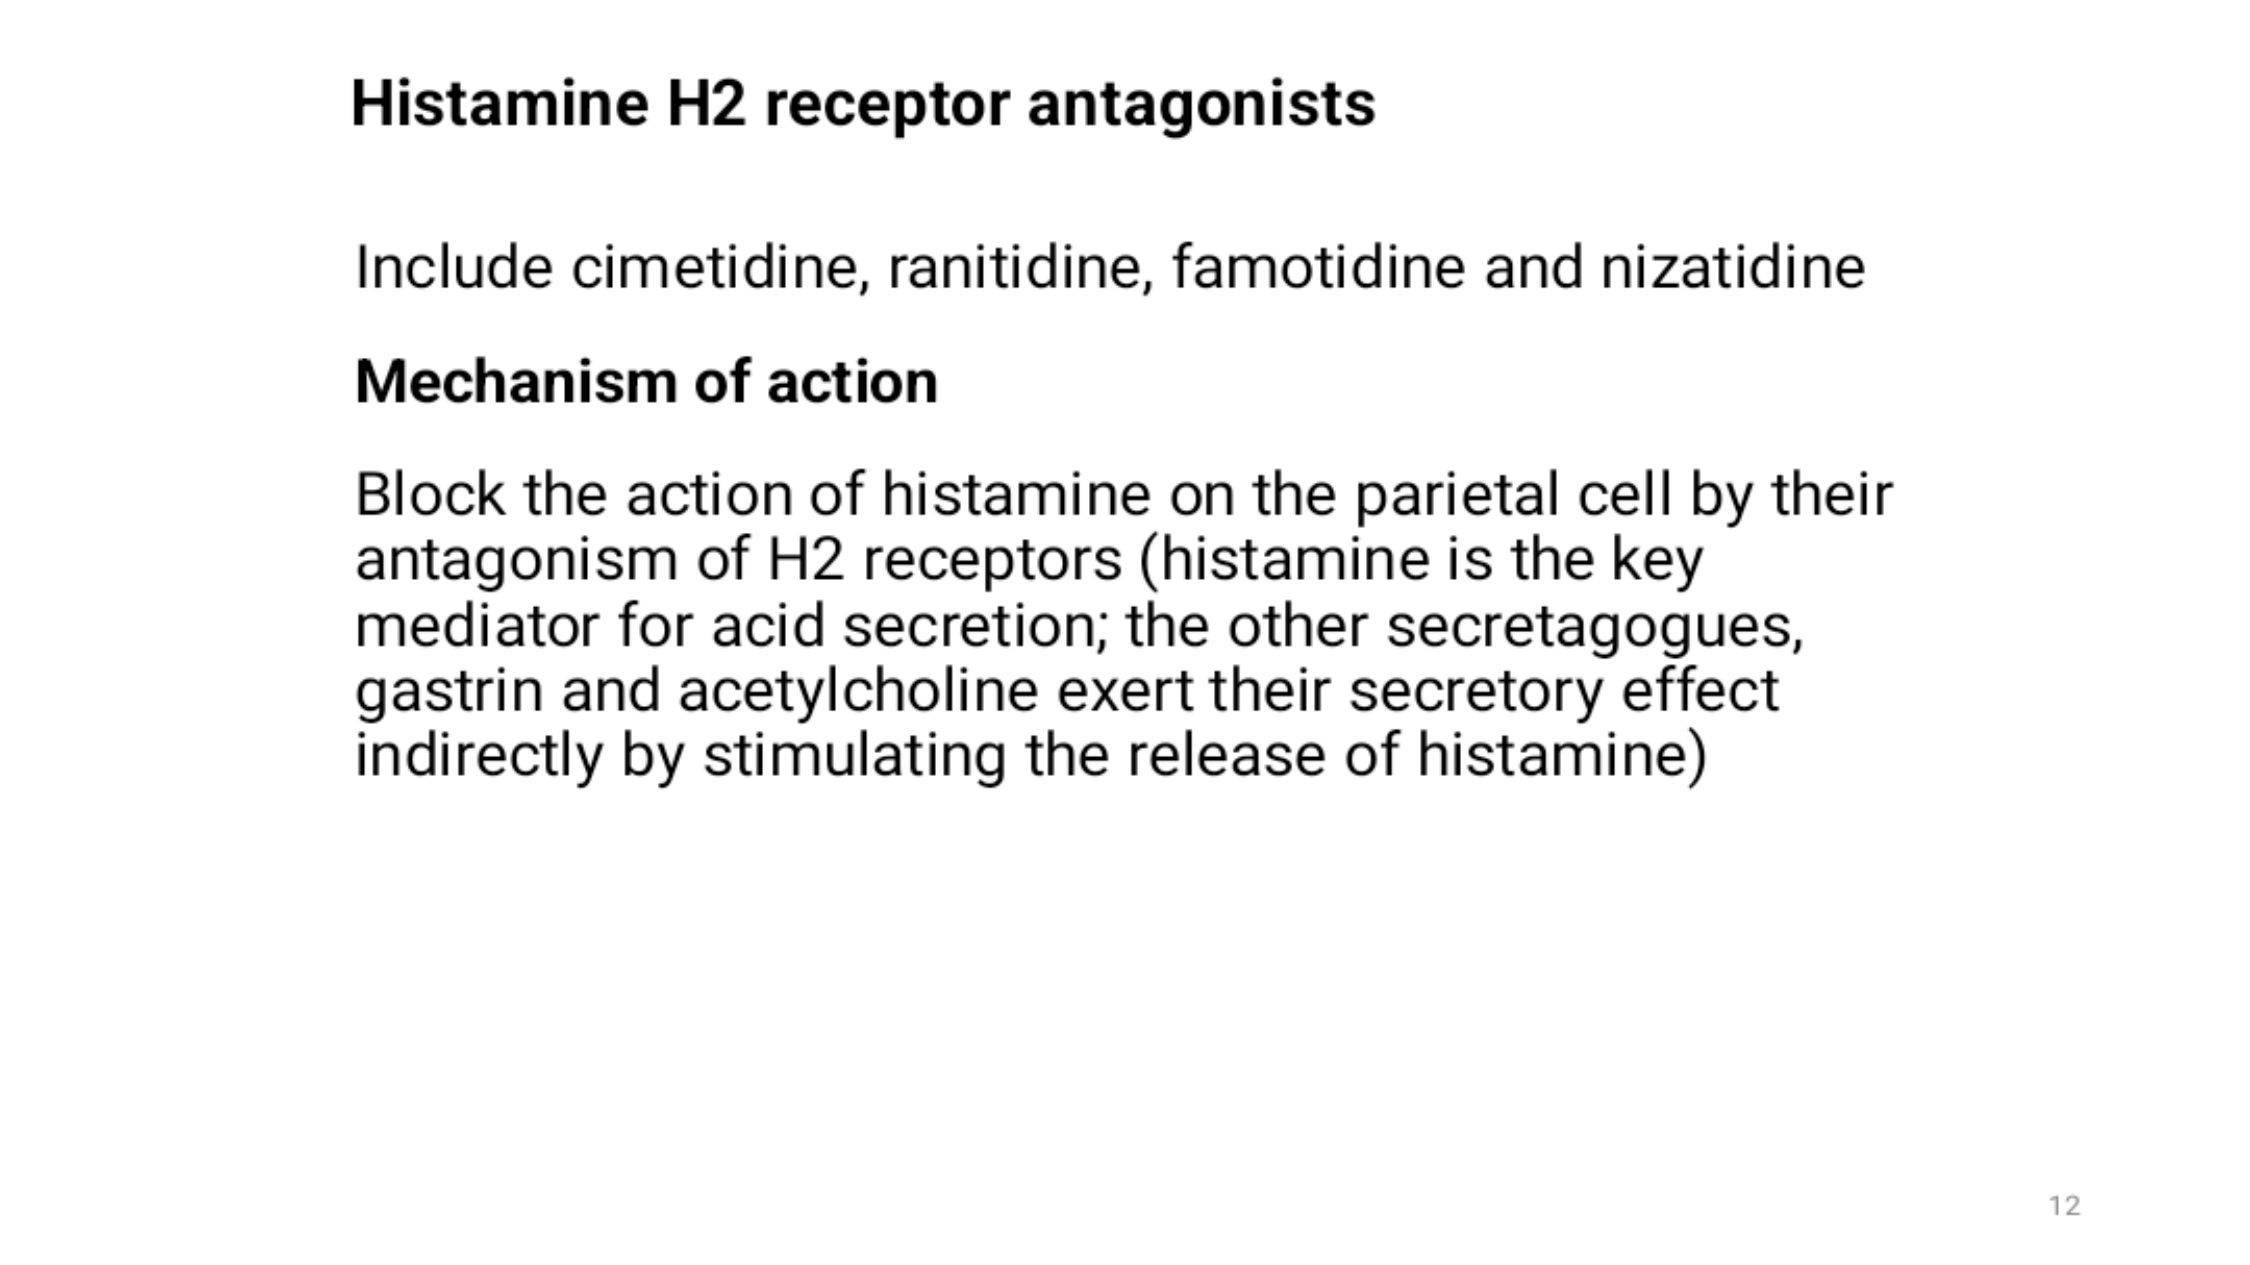 Histamine H2 receptor antagonists
Include cimetidine, ranitidine, famotidine and nizatidine
Mechanism of action
Block the action of histamine on the parietal cell by their
antagonism of H2 receptors (histamine is the key
mediator for acid secretion; the other secretagogues,
gastrin and acetylcholine exert their secretory effect
indirectly by stimulating the release of histamine)
12